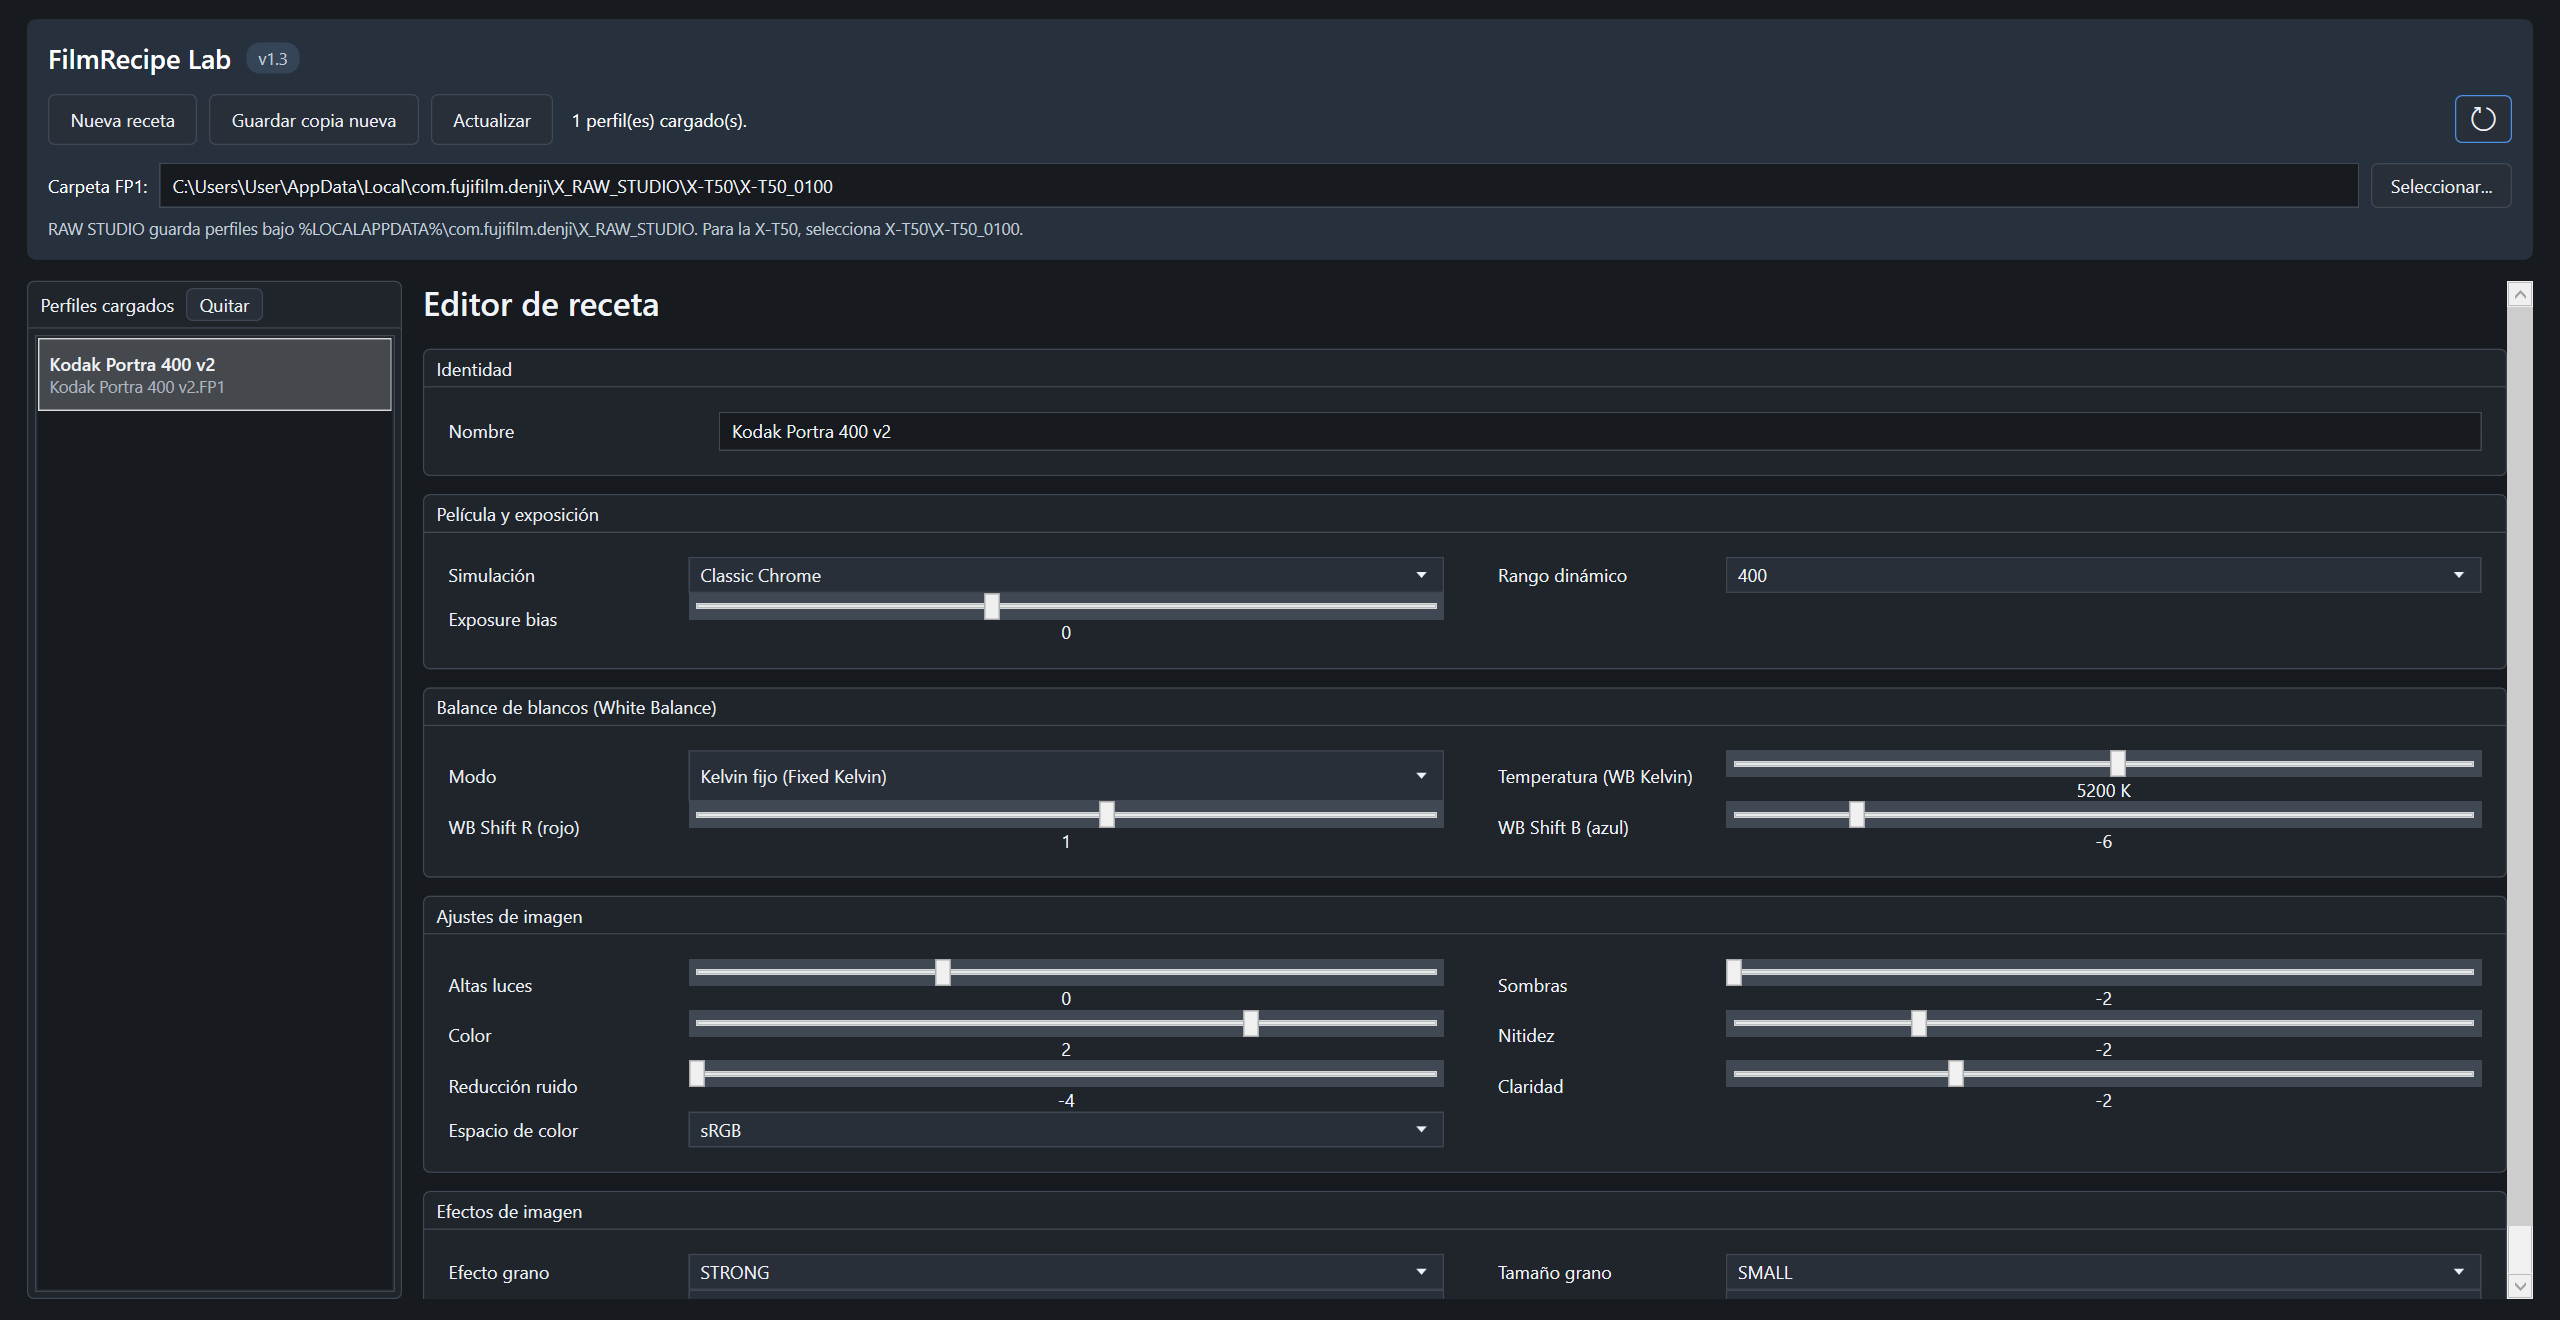 FilmRecipe Lab v1.3
Nueva receta Guardar copia nueva Actualizar 1 perfil(es) cargado(s).
Carpeta FP1: C:\Users\User\AppData\Local\com.fujifilm.denji\X_RAW_STUDIO\X-T50\X-T50_0100 Seleccionar...
RAW STUDIO guarda perfiles bajo %LOCALAPPDATA%\com.fujifilm.denji\X_RAW_STUDIO. Para la X-T50, selecciona X-T50\X-T50_0100.
Perfiles cargados Quitar
Kodak Portra 400 v2
Kodak Portra 400 v2.FP1
Editor de receta
Identidad
Nombre Kodak Portra 400 v2
Película y exposición
Simulación Classic Chrome Rango dinámico 400
Exposure bias 0
Balance de blancos (White Balance)
Modo Kelvin fijo (Fixed Kelvin) Temperatura (WB Kelvin) 5200 K
WB Shift R (rojo) 1 WB Shift B (azul) -6
Ajustes de imagen
Altas luces 0 Sombras -2
Color 2 Nitidez -2
Reducción ruido -4 Claridad -2
Espacio de color sRGB
Efectos de imagen
Efecto grano STRONG Tamaño grano SMALL